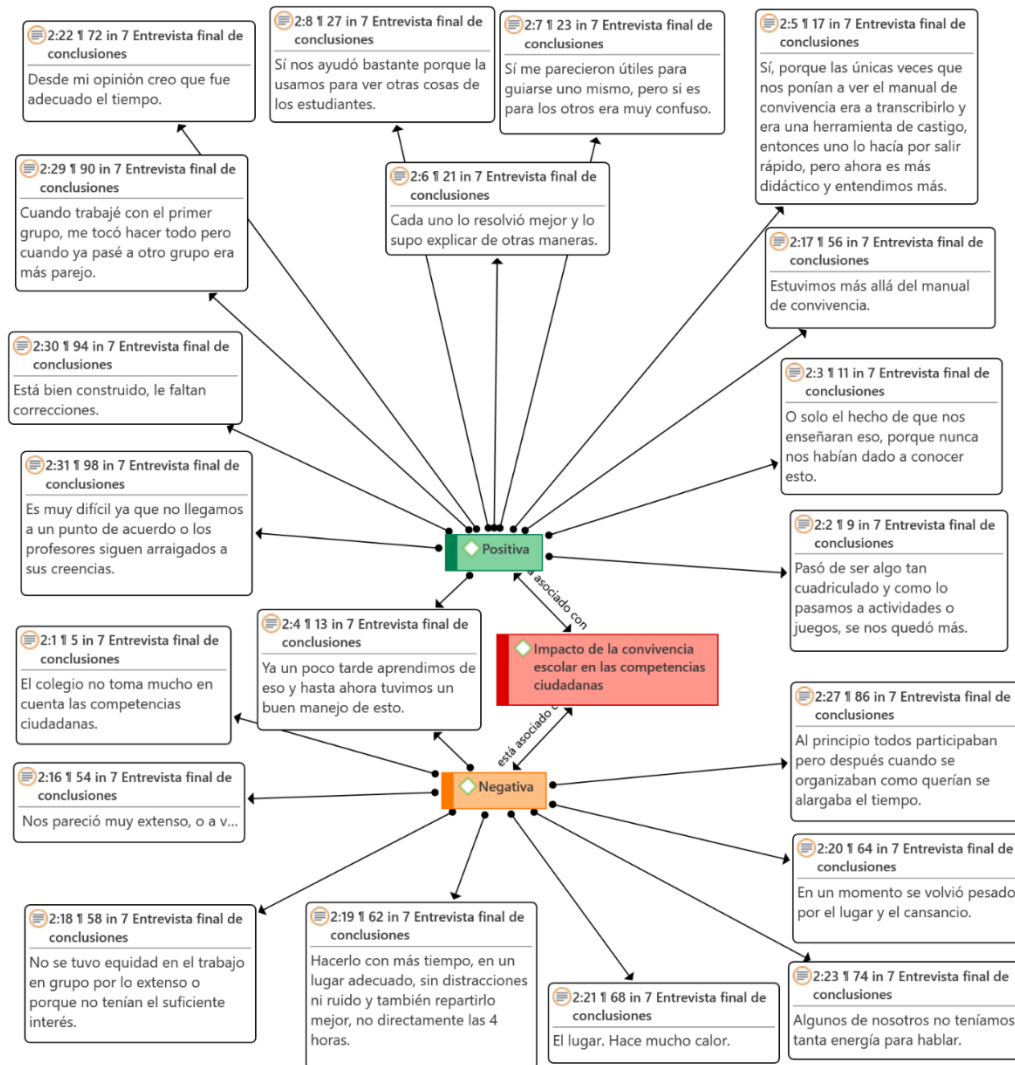 2:22 ¶ 72 in 7 Entrevista final de
conclusiones
Desde mi opinión creo que fue
adecuado el tiempo.
2:8 ¶ 27 in 7 Entrevista final de
conclusiones
Sí nos ayudó bastante porque la
usamos para ver otras cosas de
los estudiantes.
2:7 ¶ 23 in 7 Entrevista final de
conclusiones
Sí me parecieron útiles para
guiarse uno mismo, pero si es
para los otros era muy confuso.
2:5 ¶ 17 in 7 Entrevista final de
conclusiones
Sí, porque las únicas veces que
nos ponían a ver el manual de
convivencia era a transcribirlo y
era una herramienta de castigo,
entonces uno lo hacía por salir
rápido, pero ahora es más
didáctico y entendimos más.
2:29 ¶ 90 in 7 Entrevista final de
conclusiones
Cuando trabajé con el primer
grupo, me tocó hacer todo pero
cuando ya pasé a otro grupo era
más parejo.
2:6 ¶ 21 in 7 Entrevista final de
conclusiones
Cada uno lo resolvió mejor y lo
supo explicar de otras maneras.
2:17 ¶ 56 in 7 Entrevista final de
conclusiones
Estuvimos más allá del manual
de convivencia.
2:30 ¶ 94 in 7 Entrevista final de
conclusiones
Está bien construido, le faltan
correcciones.
2:3 ¶ 11 in 7 Entrevista final de
conclusiones
O solo el hecho de que nos
enseñaran eso, porque nunca
nos habían dado a conocer
esto.
2:31 ¶ 98 in 7 Entrevista final de
conclusiones
Es muy difícil ya que no llegamos
a un punto de acuerdo o los
profesores siguen arraigados a
sus creencias.
Positiva
2:2 ¶ 9 in 7 Entrevista final de
conclusiones
Pasó de ser algo tan
cuadriculado y como lo
pasamos a actividades o
juegos, se nos quedó más.
asociado con
2:4 ¶ 13 in 7 Entrevista final de
conclusiones
Ya un poco tarde aprendimos de
eso y hasta ahora tuvimos un
buen manejo de esto.
Impacto de la convivencia
escolar en las competencias
ciudadanas
2:1 ¶ 5 in 7 Entrevista final de
conclusiones
El colegio no toma mucho en
cuenta las competencias
ciudadanas.
está asociado c
2:27 ¶ 86 in 7 Entrevista final de
conclusiones
Al principio todos participaban
pero después cuando se
organizaban como querían se
alargaba el tiempo.
2:16 ¶ 54 in 7 Entrevista final de
conclusiones
Nos pareció muy extenso, o a v...
Negativa
2:20 ¶ 64 in 7 Entrevista final de
conclusiones
En un momento se volvió pesado
por el lugar y el cansancio.
2:18 ¶ 58 in 7 Entrevista final de
conclusiones
No se tuvo equidad en el trabajo
en grupo por lo extenso o
porque no tenían el suficiente
interés.
2:19 ¶ 62 in 7 Entrevista final de
conclusiones
Hacerlo con más tiempo, en un
lugar adecuado, sin distracciones
ni ruido y también repartirlo
mejor, no directamente las 4
horas.
2:21 ¶ 68 in 7 Entrevista final de
conclusiones
El lugar. Hace mucho calor.
2:23 ¶ 74 in 7 Entrevista final de
conclusiones
Algunos de nosotros no teníamos
tanta energía para hablar.